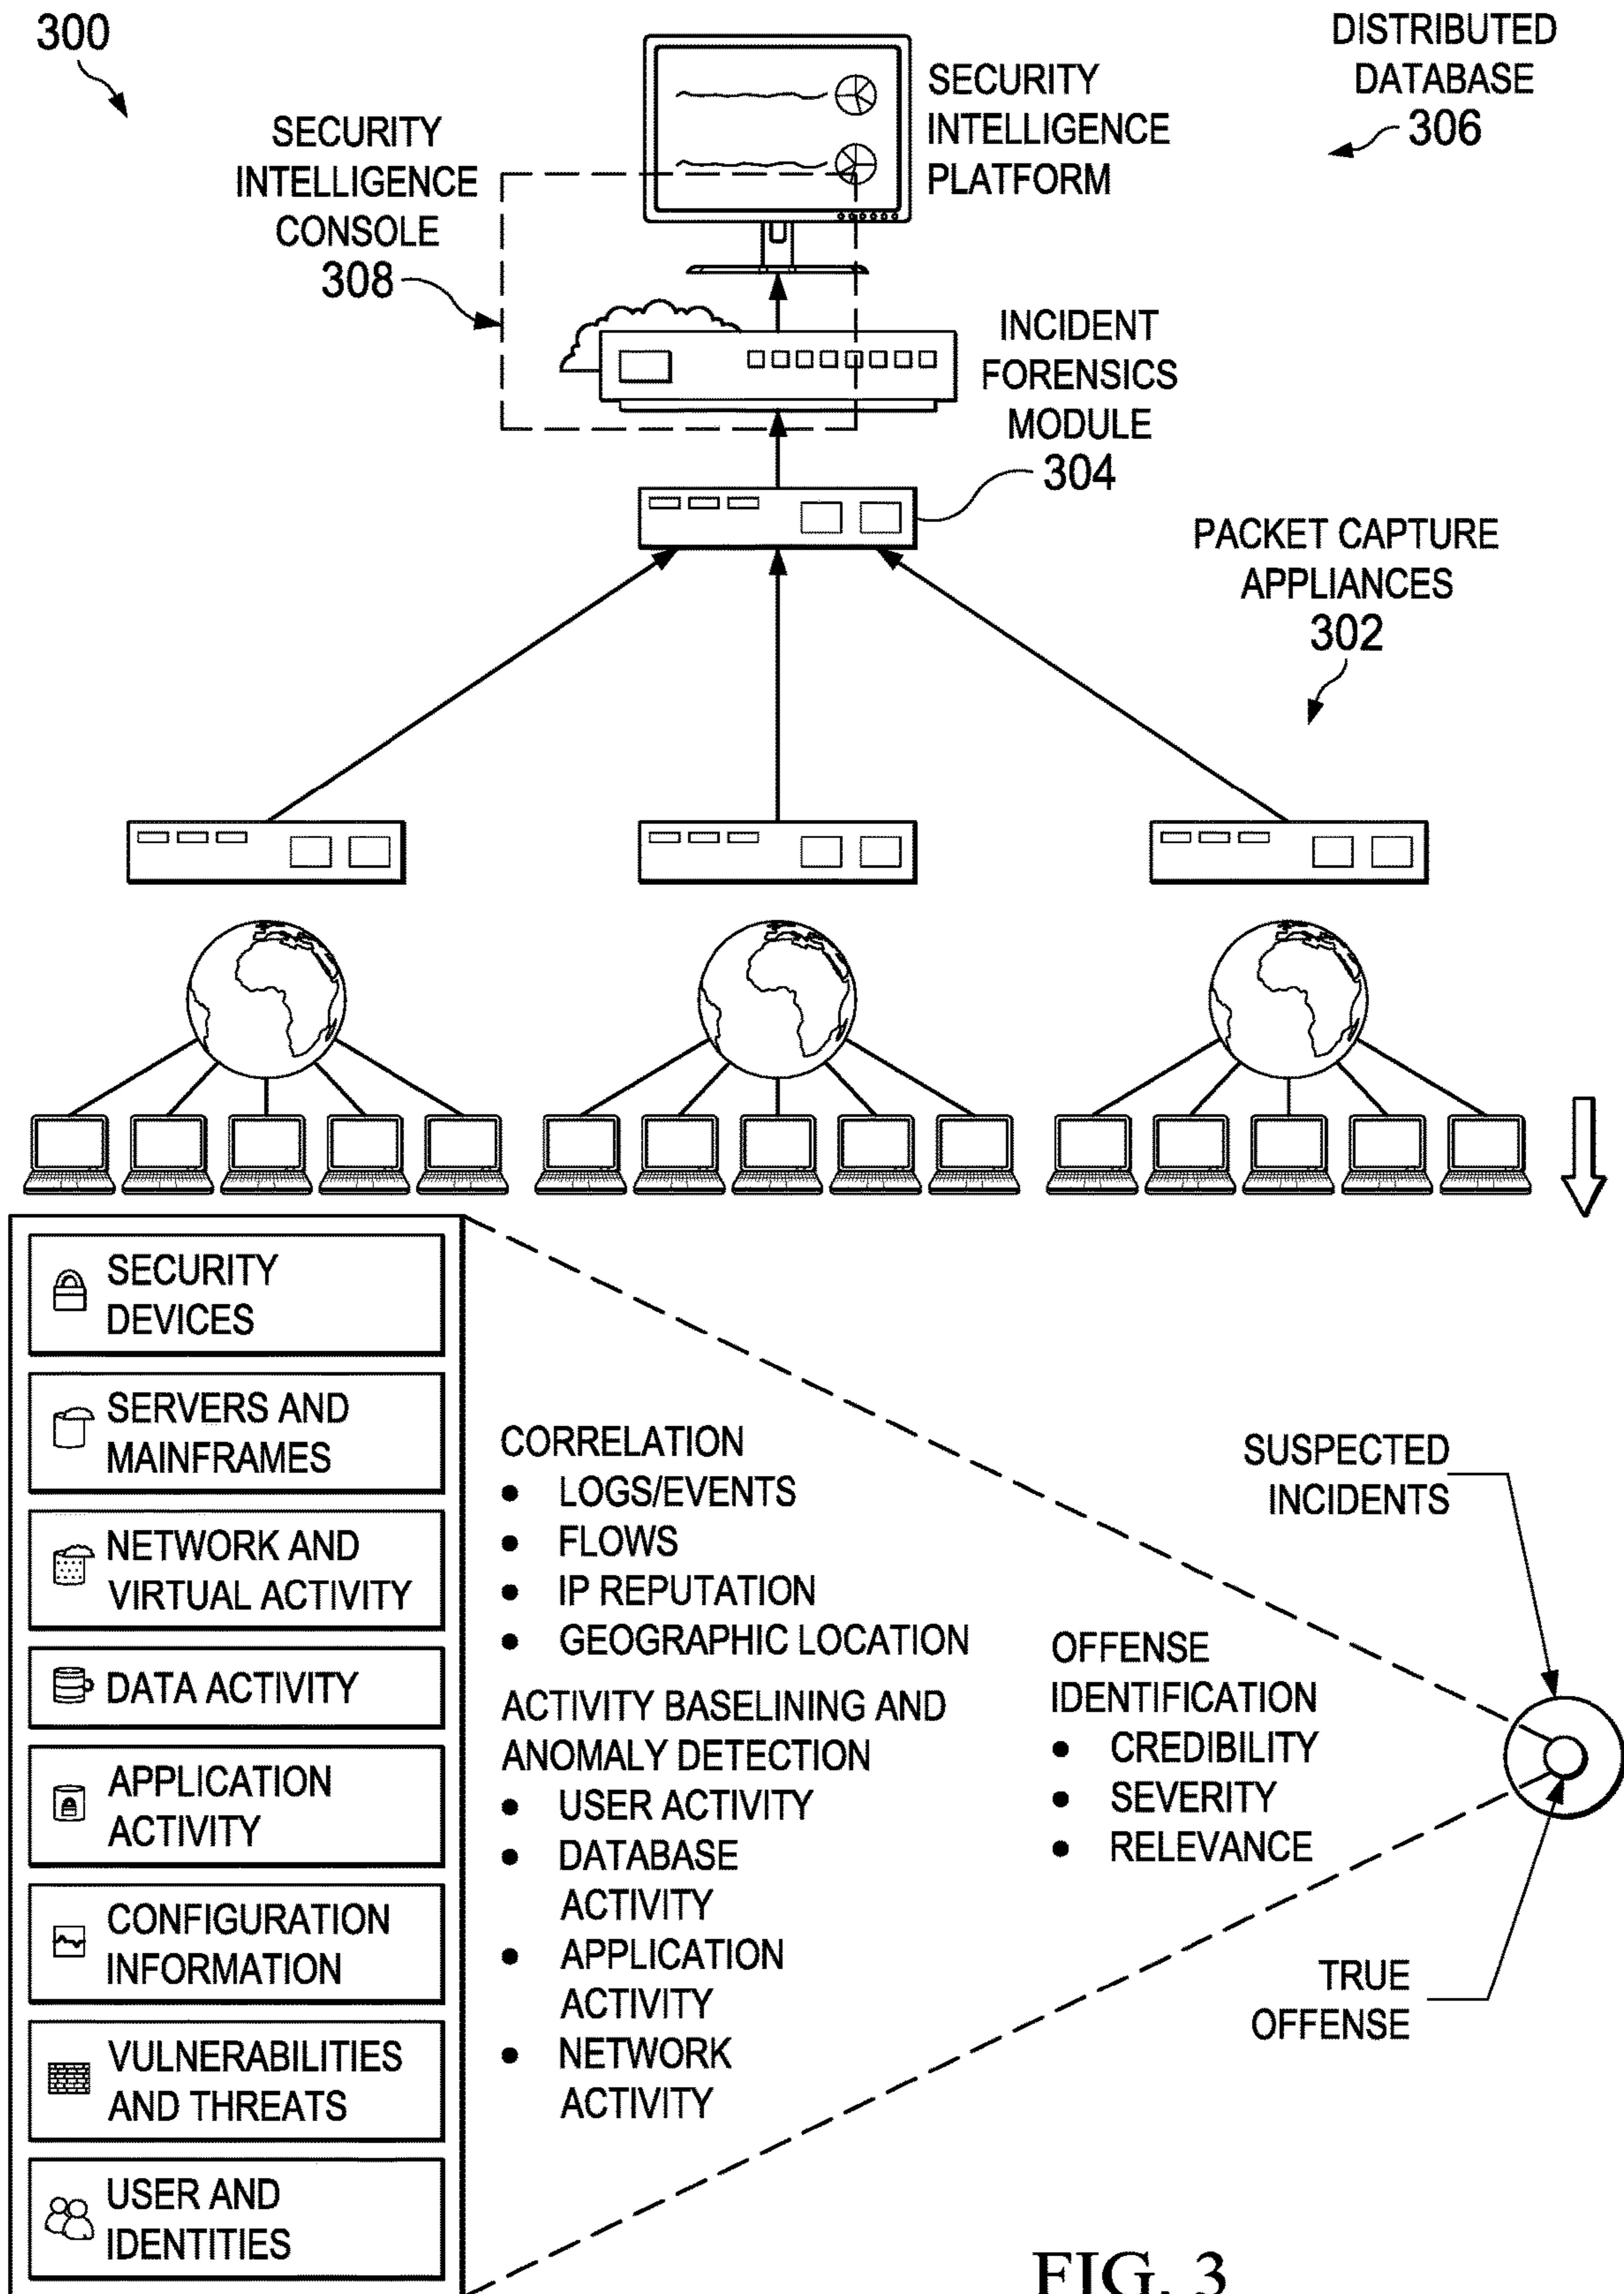 300
DISTRIBUTED
DATABASE
306
SECURITY
INTELLIGENCE
PLATFORM
SECURITY
INTELLIGENCE
CONSOLE
308
INCIDENT
FORENSICS
MODULE
304
PACKET CAPTURE
APPLIANCES
302
SECURITY
DEVICES
SERVERS AND
MAINFRAMES
NETWORK AND
VIRTUAL ACTIVITY
DATA ACTIVITY
APPLICATION
ACTIVITY
CONFIGURATION
INFORMATION
VULNERABILITIES
AND THREATS
USER AND
IDENTITIES
CORRELATION
• LOGS/EVENTS
• FLOWS
• IP REPUTATION
• GEOGRAPHIC LOCATION
ACTIVITY BASELINING AND
ANOMALY DETECTION
• USER ACTIVITY
• DATABASE
ACTIVITY
• APPLICATION
ACTIVITY
• NETWORK
ACTIVITY
OFFENSE
IDENTIFICATION
• CREDIBILITY
• SEVERITY
• RELEVANCE
SUSPECTED
INCIDENTS
TRUE
OFFENSE
FIG. 3